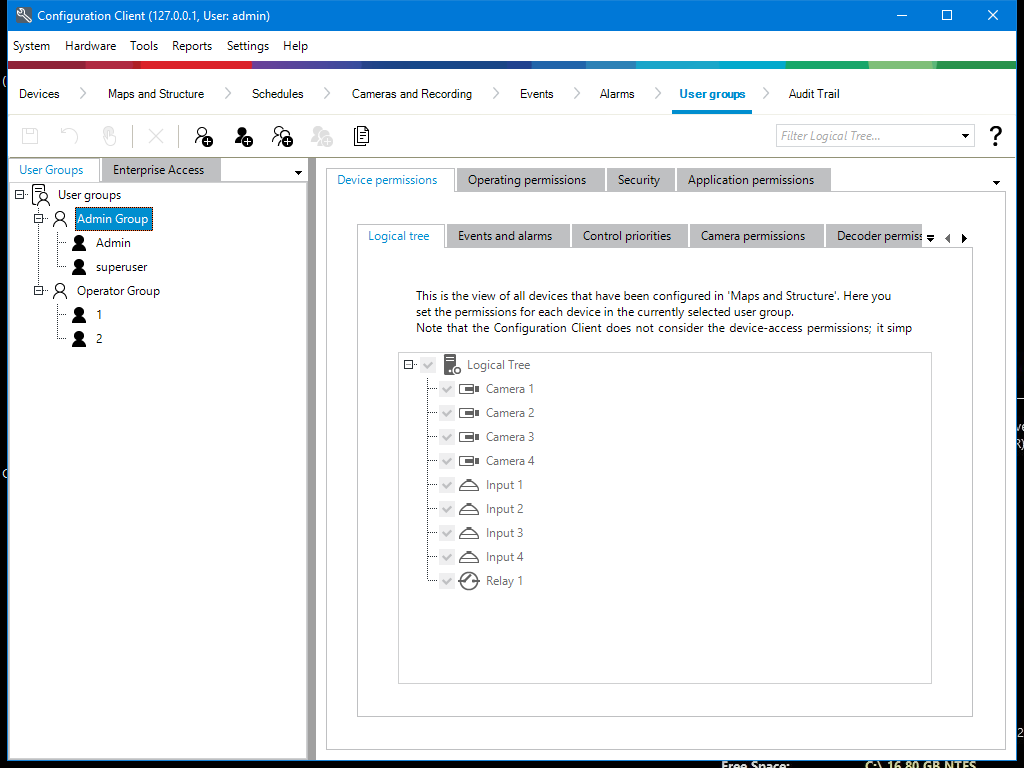 Configuration Client (127.0.0.1, User: admin)
System Hardware Tools Reports Settings Help
Devices Maps and Structure Schedules Cameras and Recording Events Alarms User groups Audit Trail
Filter Logical Tree... ?
User Groups Enterprise Access
User groups
Admin Group
Admin
superuser
Operator Group
1
2
Device permissions Operating permissions Security Application permissions
Logical tree Events and alarms Control priorities Camera permissions Decoder permiss
This is the view of all devices that have been configured in 'Maps and Structure'. Here you
set the permissions for each device in the currently selected user group.
Note that the Configuration Client does not consider the device-access permissions; it simp
Logical Tree
Camera 1
Camera 2
Camera 3
Camera 4
Input 1
Input 2
Input 3
Input 4
Relay 1
Free Space: C:\ 16.80 GB NTFS